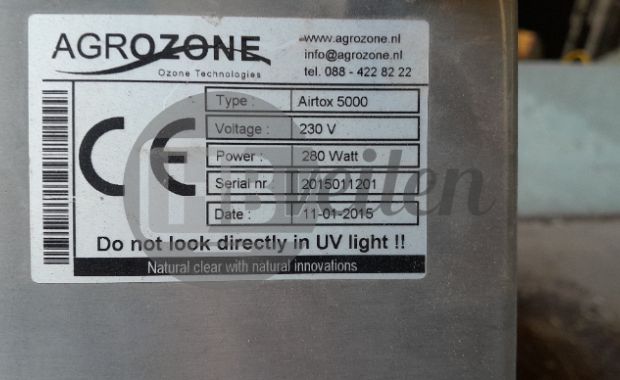 AGROZONE
Ozone Technologies
www.agrozone.nl
info@agrozone.nl
tel. 088 - 422 82 22
Type : Airtox 5000
Voltage : 230 V
Power : 280 Watt
Serial nr : 2015011201
Date : 11-01-2015
CE
Do not look directly in UV light !!
Natural clear with natural innovations
veiten